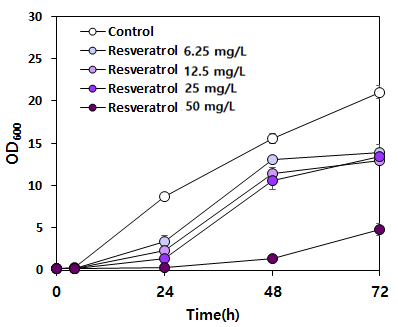 30
25
20
15
10
5
0
OD600
Control
Resveratrol 6.25 mg/L
Resveratrol 12.5 mg/L
Resveratrol 25 mg/L
Resveratrol 50 mg/L
0 24 48 72
Time(h)